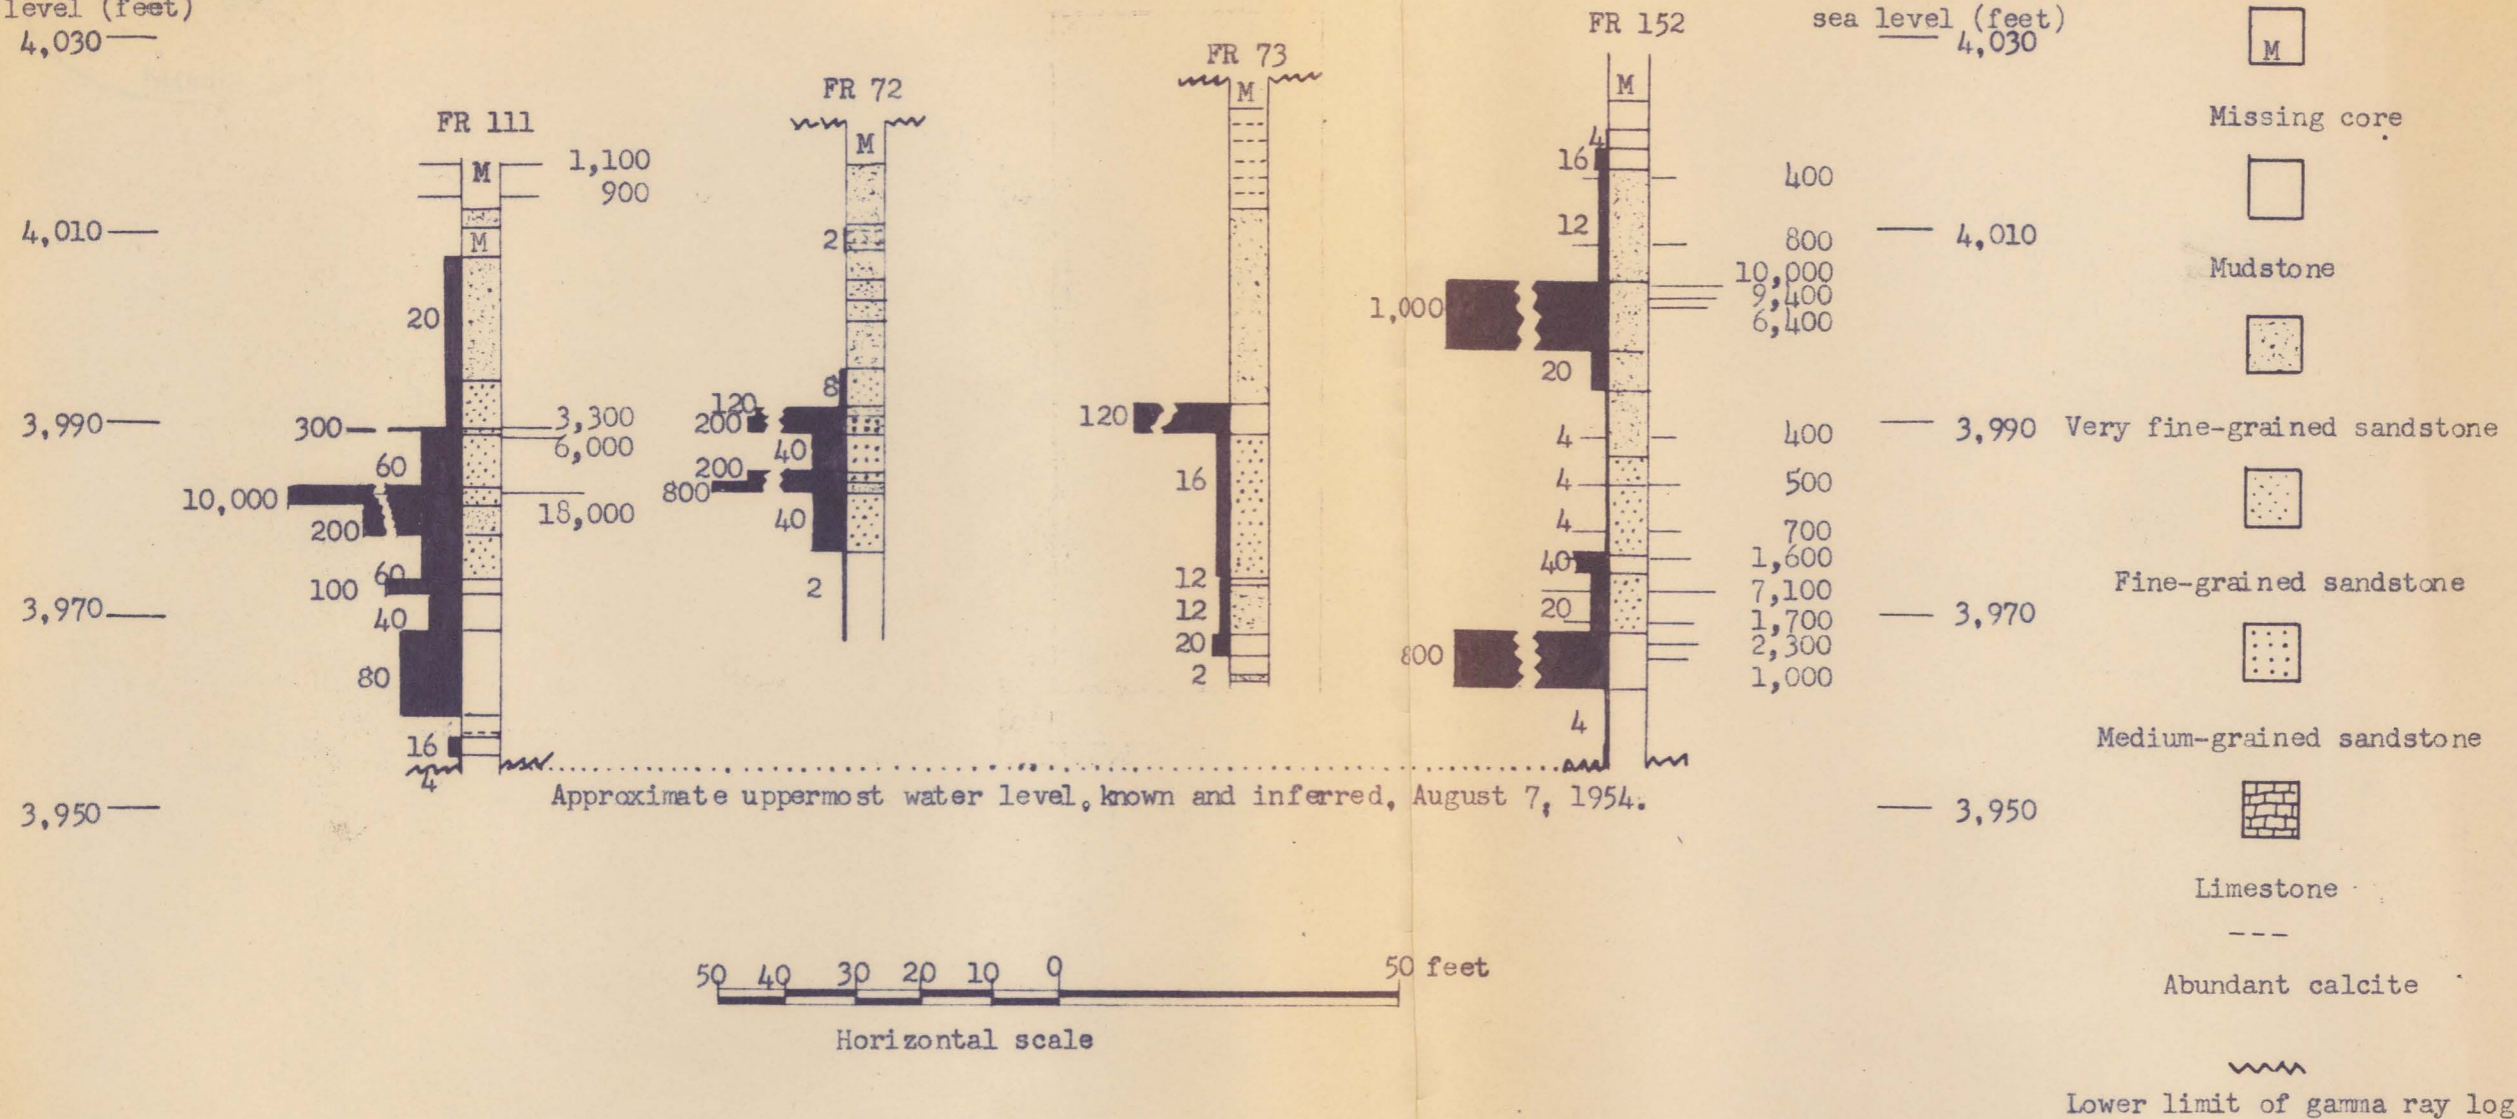 level (feet)
4,030
4,010
3,990
3,970
3,950
FR 111
M
M
1,100
900
20
300
3,300
6,000
60
10,000
18,000
200
60
100
40
80
16
4
FR 72
M
2
8
120
200
40
200
800
40
2
FR 73
M
120
16
12
12
20
2
FR 152
M
4
16
400
12
800
10,000
9,400
6,400
1,000
20
4
400
4
500
4
700
40
1,600
7,100
20
1,700
2,300
800
1,000
4
Approximate uppermost water level, known and inferred, August 7, 1954.
50 40 30 20 10 0 50 feet
Horizontal scale
sea level (feet)
4,030
4,010
3,990
3,970
3,950
M
Missing core
Mudstone
Very fine-grained sandstone
Fine-grained sandstone
Medium-grained sandstone
Limestone
Abundant calcite
Lower limit of gamma ray log